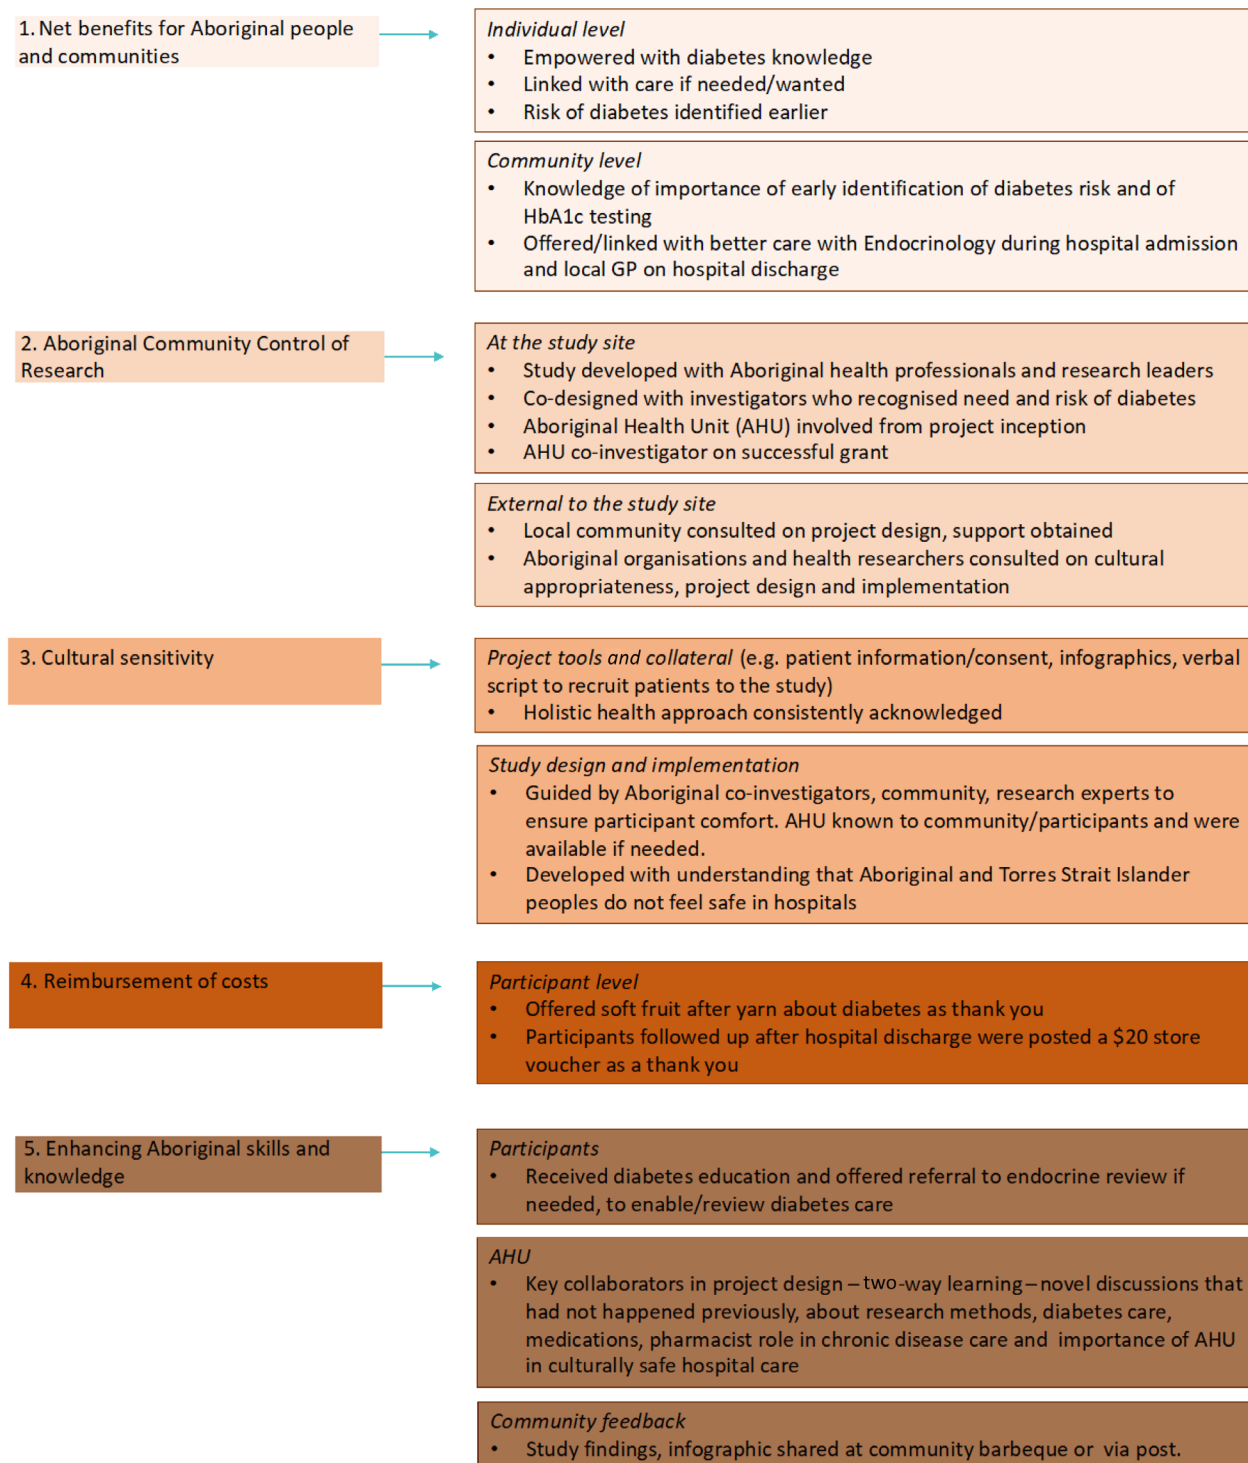 1. Net benefits for Aboriginal people
and communities
Individual level
• Empowered with diabetes knowledge
• Linked with care if needed/wanted
• Risk of diabetes identified earlier
Community level
• Knowledge of importance of early identification of diabetes risk and of
HbA1c testing
• Offered/linked with better care with Endocrinology during hospital admission
and local GP on hospital discharge
2. Aboriginal Community Control of
Research
At the study site
• Study developed with Aboriginal health professionals and research leaders
• Co-designed with investigators who recognised need and risk of diabetes
• Aboriginal Health Unit (AHU) involved from project inception
• AHU co-investigator on successful grant
External to the study site
• Local community consulted on project design, support obtained
• Aboriginal organisations and health researchers consulted on cultural
appropriateness, project design and implementation
3. Cultural sensitivity
Project tools and collateral (e.g. patient information/consent, infographics, verbal
script to recruit patients to the study)
• Holistic health approach consistently acknowledged
Study design and implementation
• Guided by Aboriginal co-investigators, community, research experts to
ensure participant comfort. AHU known to community/participants and were
available if needed.
• Developed with understanding that Aboriginal and Torres Strait Islander
peoples do not feel safe in hospitals
4. Reimbursement of costs
Participant level
• Offered soft fruit after yarn about diabetes as thank you
• Participants followed up after hospital discharge were posted a $20 store
voucher as a thank you
5. Enhancing Aboriginal skills and
knowledge
Participants
• Received diabetes education and offered referral to endocrine review if
needed, to enable/review diabetes care
AHU
• Key collaborators in project design – two-way learning – novel discussions that
had not happened previously, about research methods, diabetes care,
medications, pharmacist role in chronic disease care and importance of AHU
in culturally safe hospital care
Community feedback
• Study findings, infographic shared at community barbeque or via post.